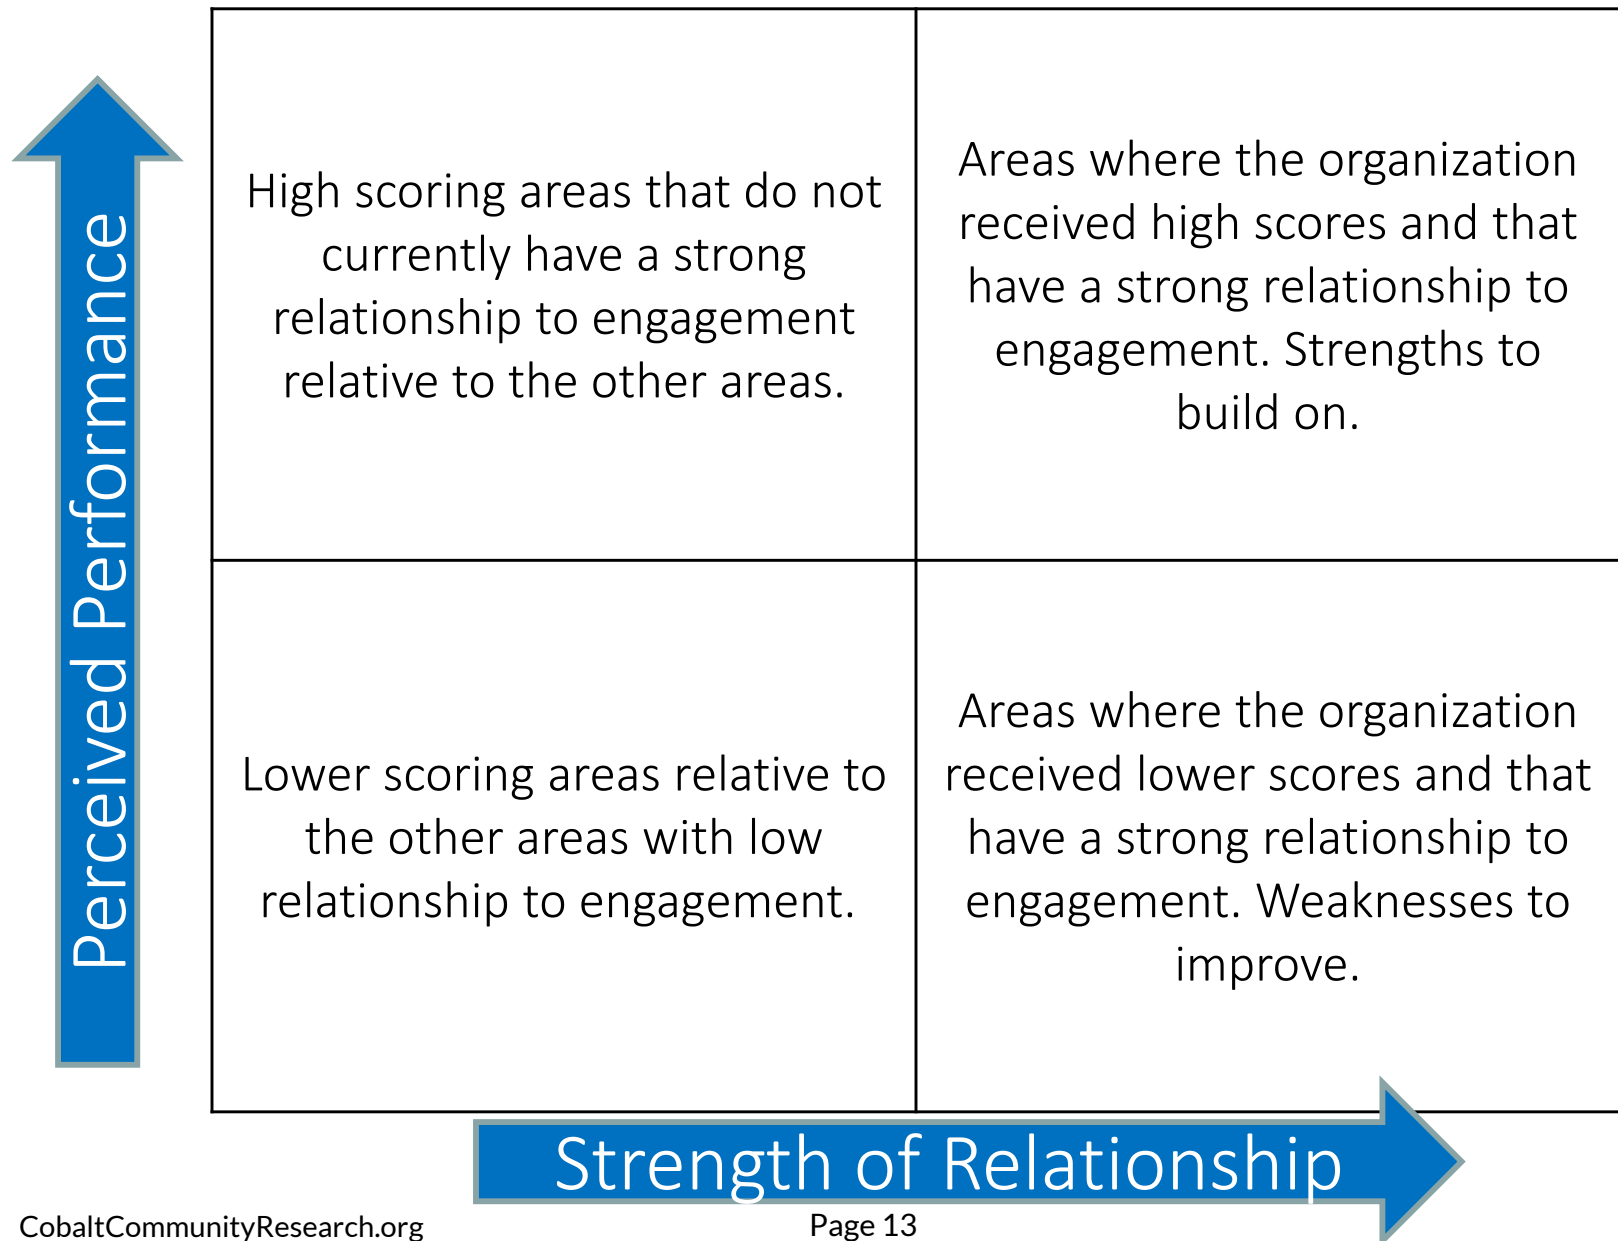 High scoring areas that do not
currently have a strong
relationship to engagement
relative to the other areas.
Areas where the organization
received high scores and that
have a strong relationship to
engagement. Strengths to
build on.
Perceived Performance
Lower scoring areas relative to
the other areas with low
relationship to engagement.
Areas where the organization
received lower scores and that
have a strong relationship to
engagement. Weaknesses to
improve.
Strength of Relationship
CobaltCommunityResearch.org
Page 13